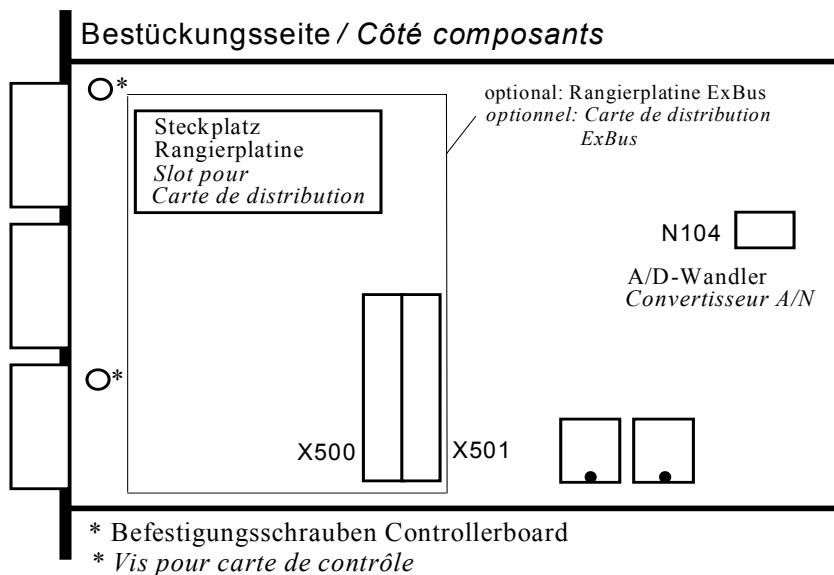 Bestückungsseite / Côté composants
*
optional: Rangierplatine ExBus
optionnel: Carte de distribution
ExBus
Steckplatz
Rangierplatine
Slot pour
Carte de distribution
N104
A/D-Wandler
Convertisseur A/N
*
X500
X501
* Befestigungsschrauben Controllerboard
* Vis pour carte de contrôle